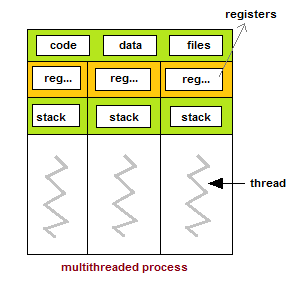 registers
code data files
reg... reg... reg...
stack stack stack
thread
multithreaded process